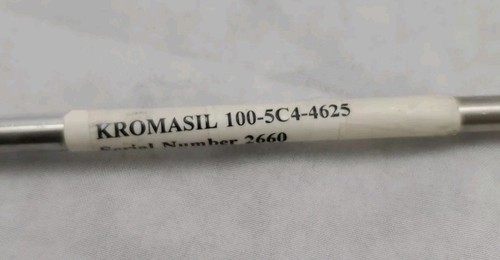 KROMASIL 100-5C4-4625
Serial Number 2660